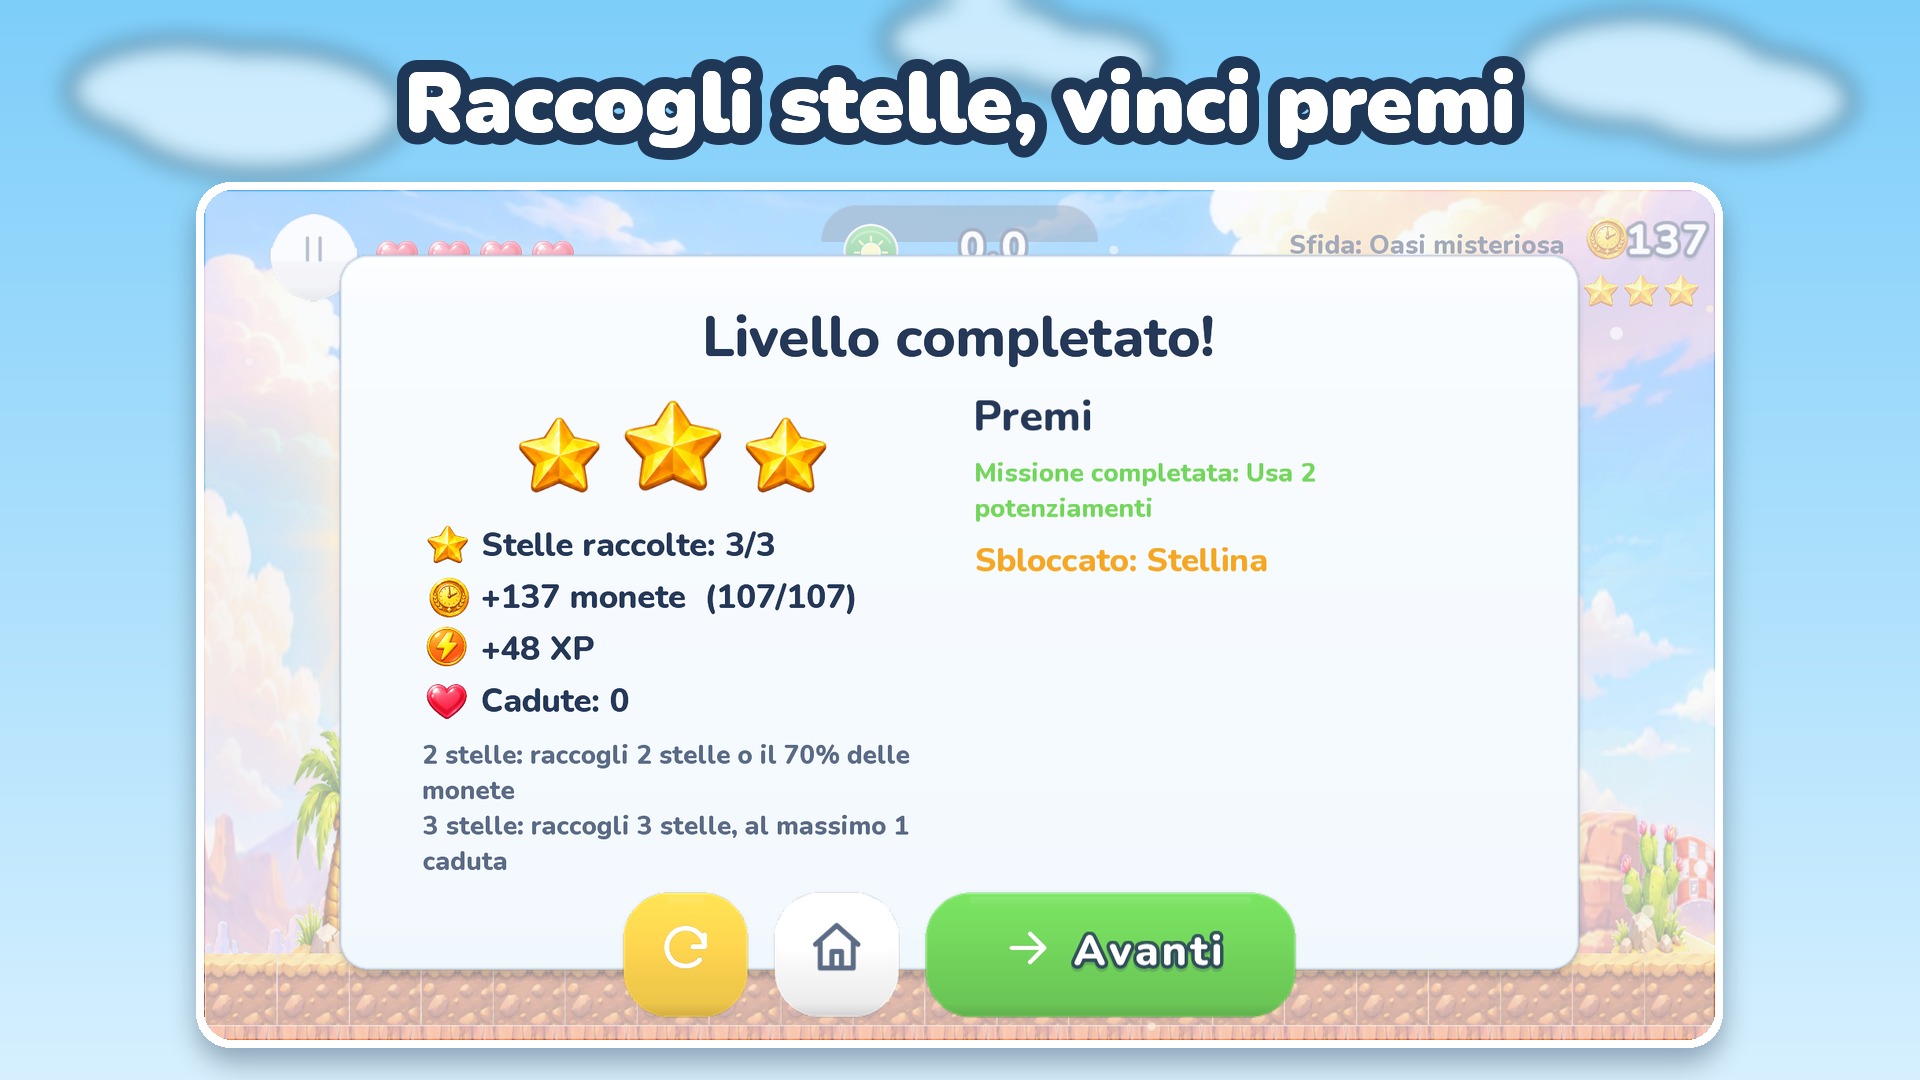 Raccogli stelle, vinci premi
0.0
Sfida: Oasi misteriosa
137
Livello completato!
Stelle raccolte: 3/3
+137 monete (107/107)
+48 XP
Cadute: 0
2 stelle: raccogli 2 stelle o il 70% delle
monete
3 stelle: raccogli 3 stelle, al massimo 1
caduta
Premi
Missione completata: Usa 2
potenziamenti
Sbloccato: Stellina
Avanti